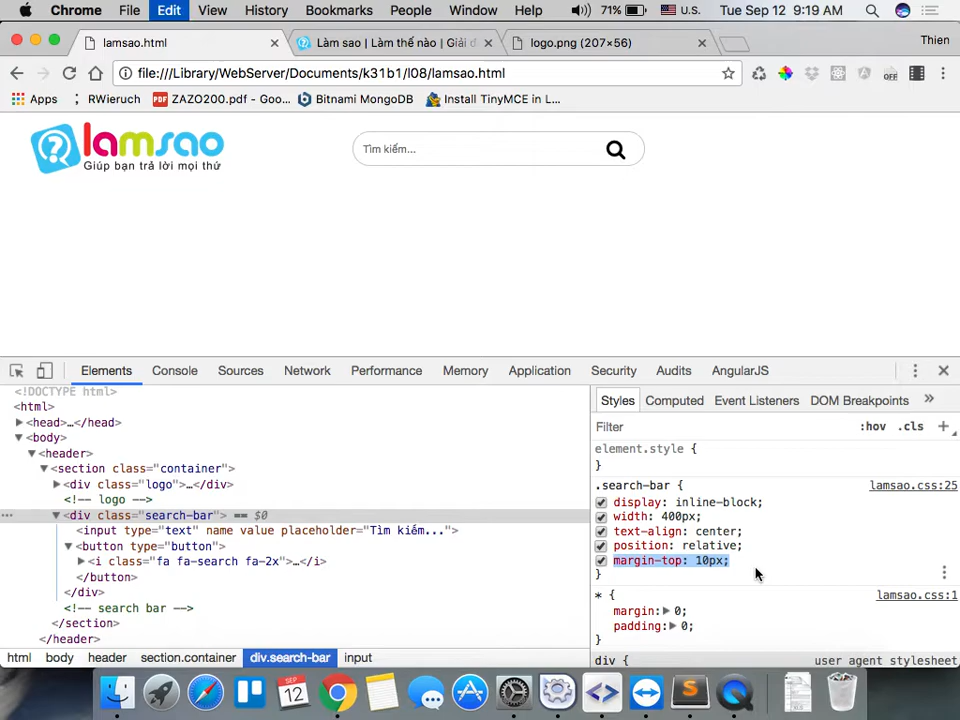 Chrome File Edit View History Bookmarks People Window Help 71% U.S. Tue Sep 12 9:19 AM
lamsao.html Làm sao | Làm thế nào | Giải đ logo.png (207×56) Thien
file:///Library/WebServer/Documents/k31b1/l08/lamsao.html OFF
Apps RWieruch PDF ZAZO200.pdf - Goo... Bitnami MongoDB Install TinyMCE in L...
lamsao
Giúp bạn trả lời mọi thứ
Tìm kiếm...
Elements Console Sources Network Performance Memory Application Security Audits AngularJS
<!DOCTYPE html>
<html>
<head>…</head>
<body>
<header>
<section class="container">
<div class="logo">…</div>
<!-- logo -->
<div class="search-bar"> == $0
<input type="text" name value placeholder="Tìm kiếm...">
<button type="button">
<i class="fa fa-search fa-2x">…</i>
</button>
</div>
<!-- search bar -->
</section>
</header>
html body header section.container div.search-bar input
Styles Computed Event Listeners DOM Breakpoints »
Filter :hov .cls +
element.style {
}
.search-bar { lamsao.css:25
display: inline-block;
width: 400px;
text-align: center;
position: relative;
margin-top: 10px;
}
* { lamsao.css:1
margin: 0;
padding: 0;
}
div { user agent stylesheet
SEP
12